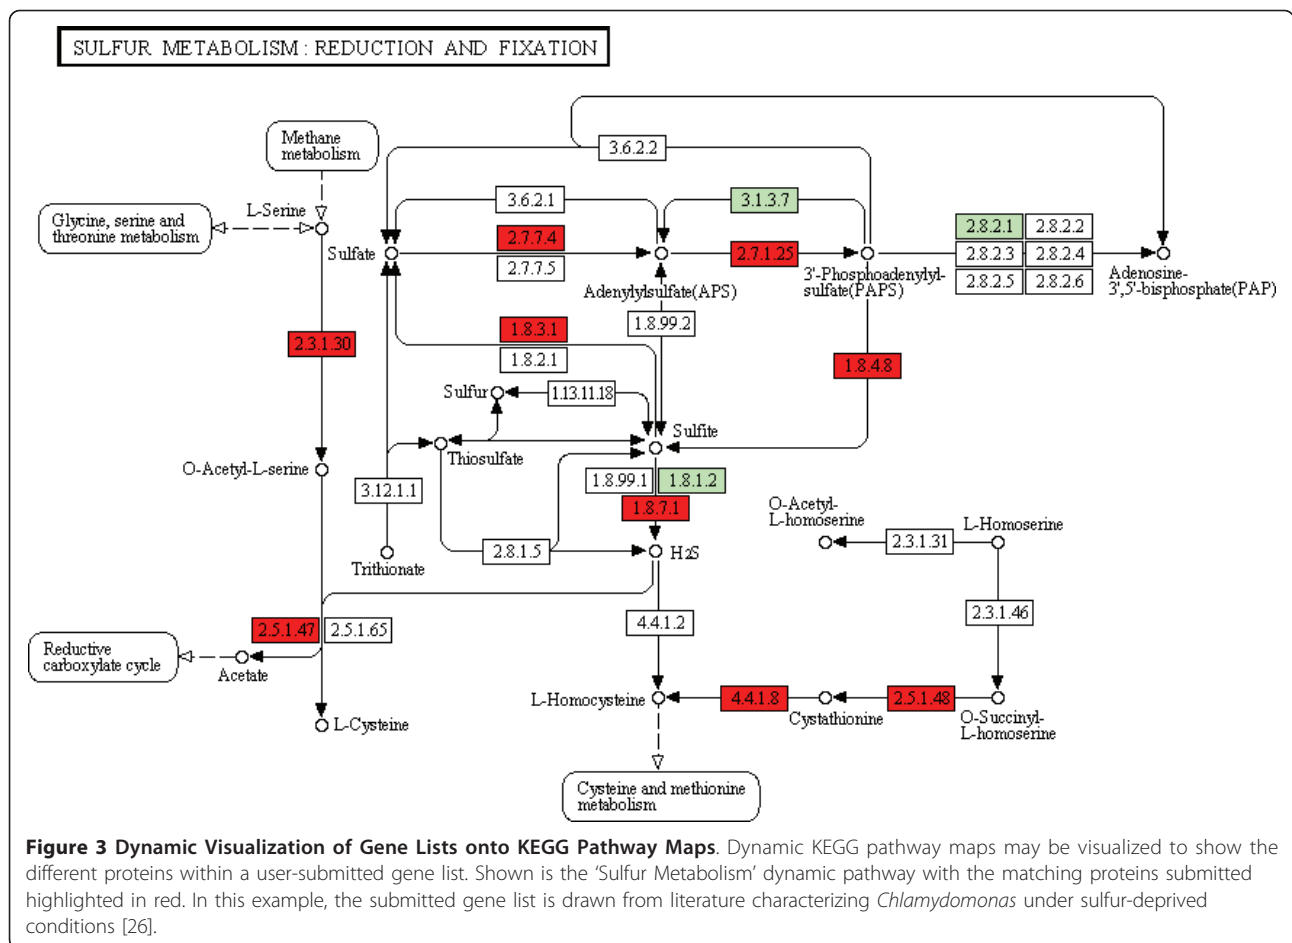 SULFUR METABOLISM : REDUCTION AND FIXATION
Methane
metabolism
3.6.2.2
L-Serine
Glycine, serine and
threonine metabolism
3.6.2.1
3.1.3.7
2.8.2.1
2.8.2.2
Sulfate
2.7.7.4
2.7.7.5
2.7.1.25
2.8.2.3
2.8.2.4
2.8.2.5
2.8.2.6
Adenylylsulfate(APS)
3'-Phosphoadenylyl-
sulfate(PAPS)
Adenosine-
3',5'-bisphosphate(PAP)
2.3.1.30
1.8.3.1
1.8.2.1
1.8.99.2
1.8.4.8
Sulfur
1.13.11.18
Sulfite
Thiosulfate
O-Acetyl-L-serine
3.12.1.1
1.8.99.1
1.8.1.2
1.8.7.1
O-Acetyl-
L-homoserine
L-Homoserine
2.3.1.31
Trithionate
2.8.1.5
H2S
2.5.1.47
2.5.1.65
4.4.1.2
2.3.1.46
Reductive
carboxylate cycle
Acetate
L-Cysteine
L-Homocysteine
4.4.1.8
Cystathionine
2.5.1.48
O-Succinyl-
L-homoserine
Cysteine and methionine
metabolism
Figure 3 Dynamic Visualization of Gene Lists onto KEGG Pathway Maps. Dynamic KEGG pathway maps may be visualized to show the
different proteins within a user-submitted gene list. Shown is the 'Sulfur Metabolism' dynamic pathway with the matching proteins submitted
highlighted in red. In this example, the submitted gene list is drawn from literature characterizing Chlamydomonas under sulfur-deprived
conditions [26].